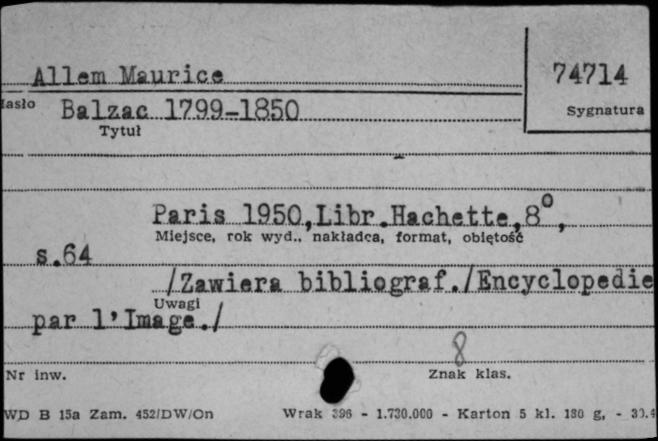 Allem Maurice
74714
Hasło Balzac 1799-1850
Sygnatura
Tytuł
Paris 1950,Libr.Hachette,8°,
Miejsce, rok wyd., nakładca, format, objętość
s.64
/Zawiera bibliograf./Encyclopedie
Uwagi
par l'Image./
8
Nr inw.
Znak klas.
WD B 15a Zam. 452/DW/On Wrak 396 - 1.730.000 - Karton 5 kl. 180 g, - 30.4